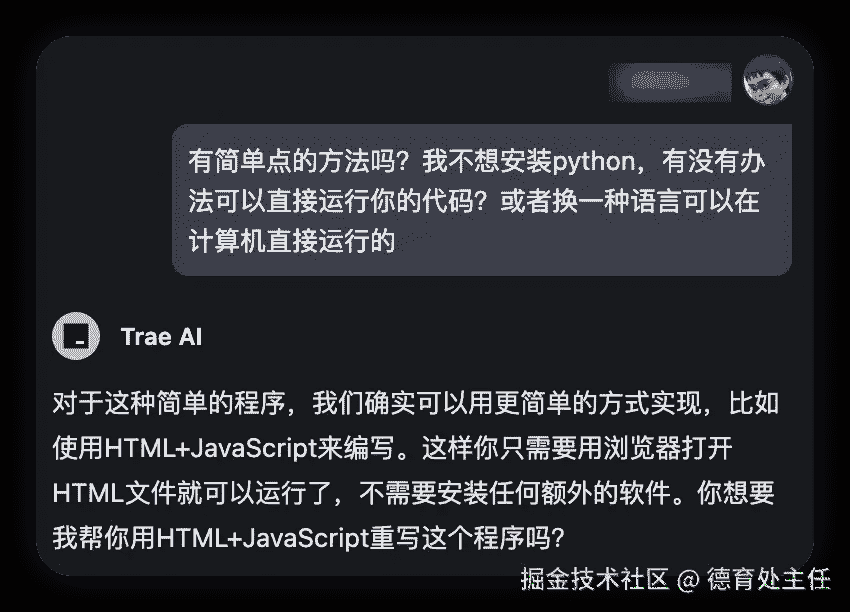 有简单点的方法吗？我不想安装python，有没有办
法可以直接运行你的代码？或者换一种语言可以在
计算机直接运行的
Trae AI
对于这种简单的程序，我们确实可以用更简单的方式实现，比如
使用HTML+JavaScript来编写。这样你只需要用浏览器打开
HTML文件就可以运行了，不需要安装任何额外的软件。你想要
我帮你用HTML+JavaScript重写这个程序吗？
掘金技术社区 @ 德育处主任